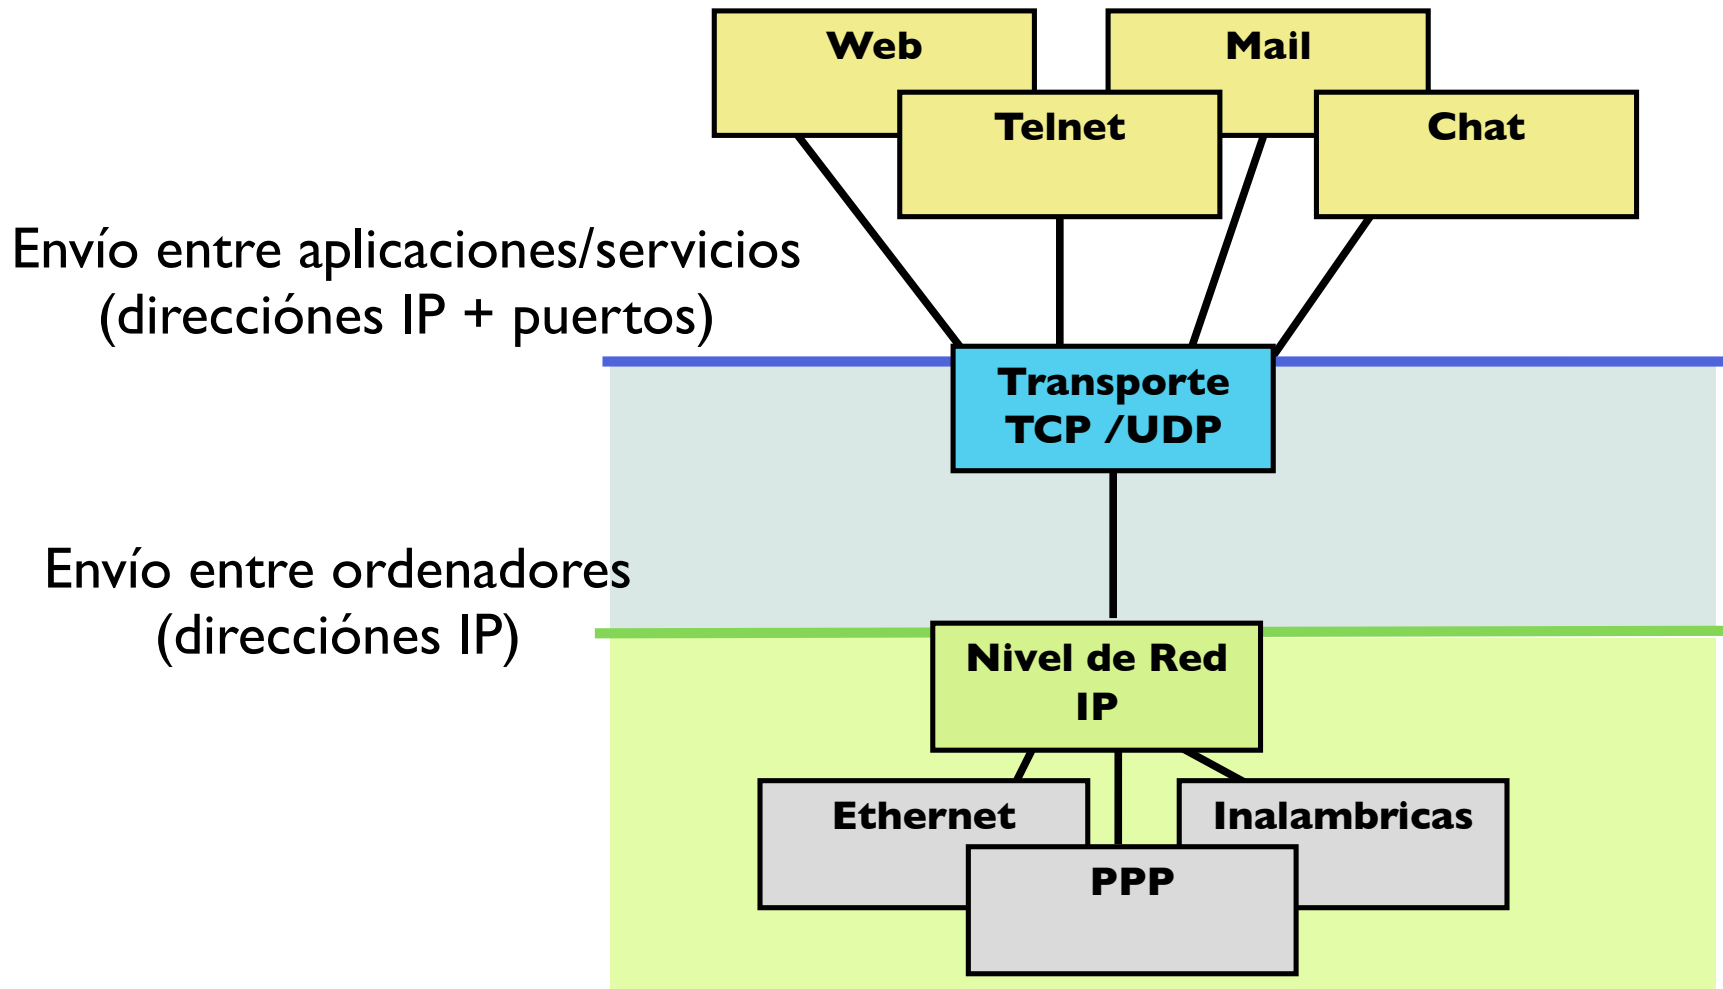 Web
Mail
Telnet
Chat
Envío entre aplicaciones/servicios
(direcciónes IP + puertos)
Transporte
TCP /UDP
Envío entre ordenadores
(direcciónes IP)
Nivel de Red
IP
Ethernet
Inalambricas
PPP